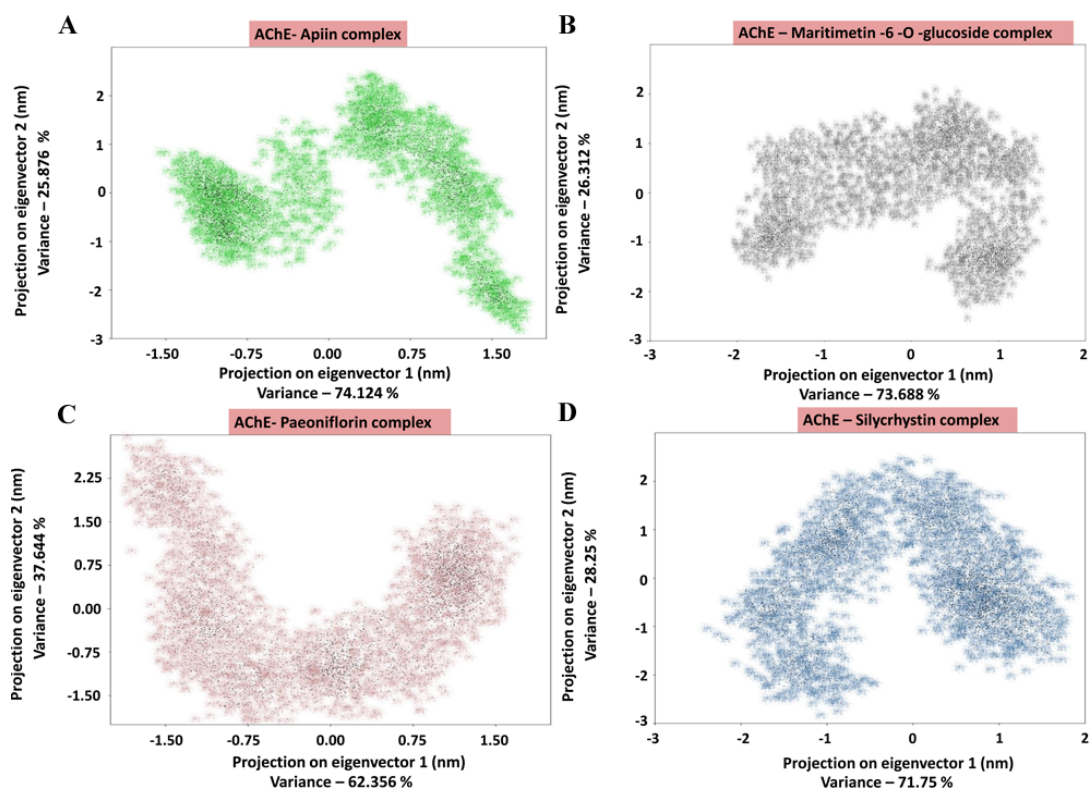 A
AChE- Apiin complex
Projection on eigenvector 2 (nm)
Variance – 25.876 %
2
1
0
-1
-2
-3
-1.50
-0.75
0.00
0.75
1.50
Projection on eigenvector 1 (nm)
Variance – 74.124 %
B
AChE – Maritimetin -6 -O -glucoside complex
Projection on eigenvector 2 (nm)
Variance – 26.312 %
2
1
0
-1
-2
-3
-3
-2
-1
0
1
2
Projection on eigenvector 1 (nm)
Variance – 73.688 %
C
AChE- Paeoniflorin complex
Projection on eigenvector 2 (nm)
Variance – 37.644 %
2.25
1.50
0.75
0.00
-0.75
-1.50
-1.50
-0.75
0.00
0.75
1.50
Projection on eigenvector 1 (nm)
Variance – 62.356 %
D
AChE – Silycrhystin complex
Projection on eigenvector 2 (nm)
Variance – 28.25 %
2
1
0
-1
-2
-3
-3
-2
-1
0
1
2
Projection on eigenvector 1 (nm)
Variance – 71.75 %